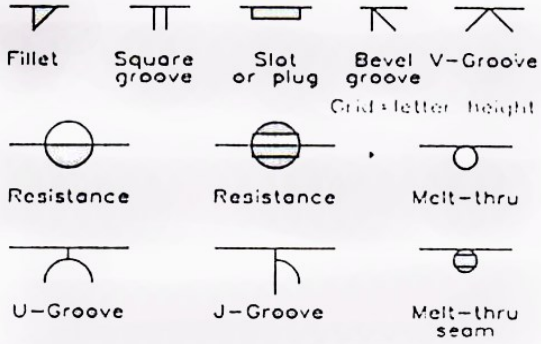 Fillet
Square
groove
Slot
or plug
Bevel
groove
V-Groove
Grid = letter height
Resistance
Resistance
Melt-thru
U-Groove
J-Groove
Melt-thru
seam